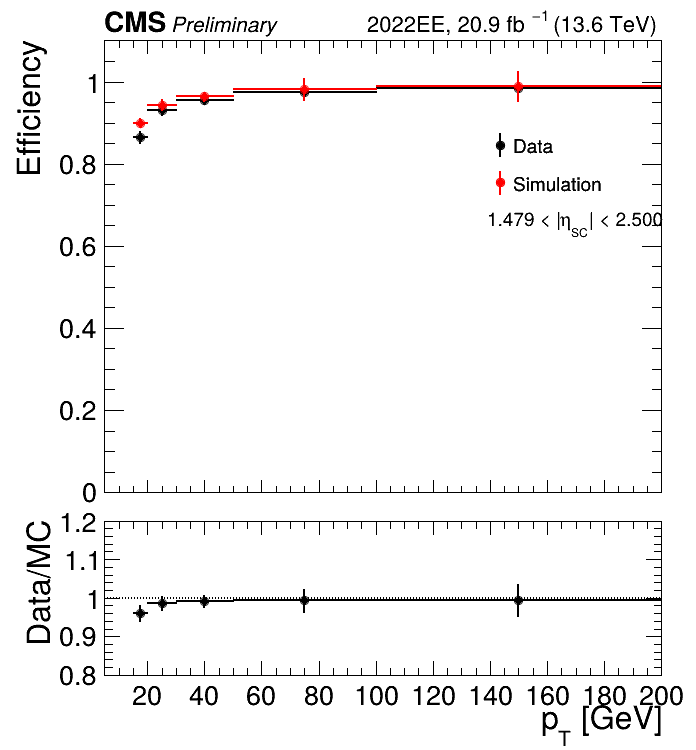 CMS Preliminary 2022EE, 20.9 fb⁻¹ (13.6 TeV)
Efficiency
1
0.8
0.6
0.4
0.2
0
Data
Simulation
1.479 < |η_SC| < 2.500
Data/MC
1.2
1.1
1
0.9
0.8
20 40 60 80 100 120 140 160 180 200
p_T [GeV]